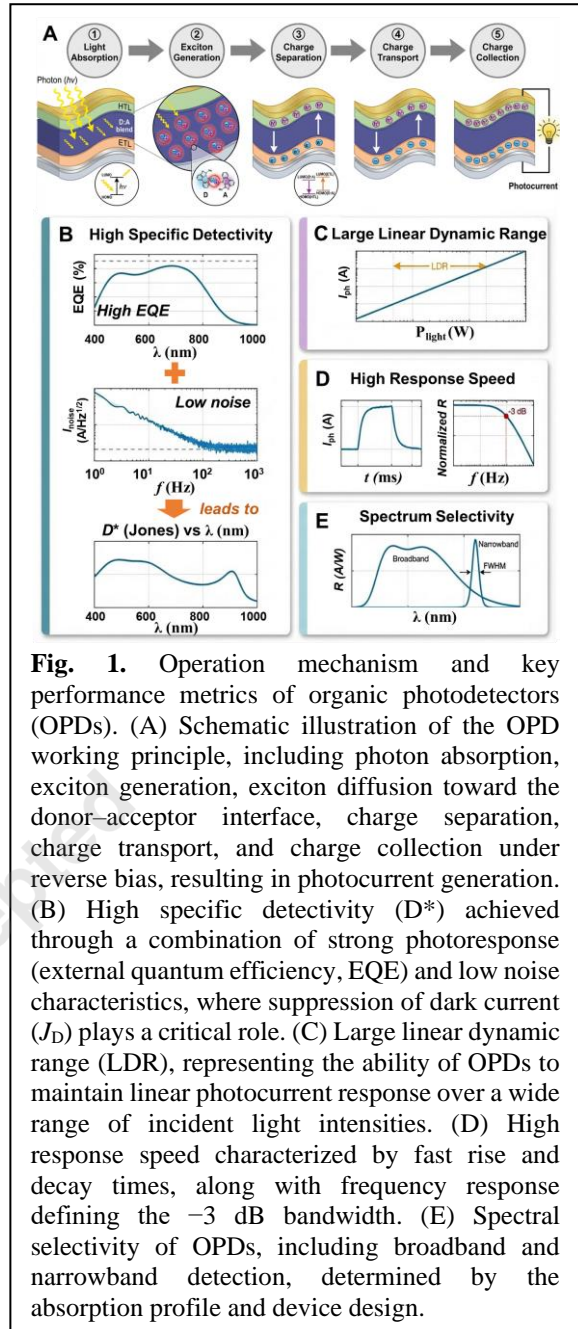 A
① ② ③ ④ ⑤
Light Absorption
Exciton Generation
Charge Separation
Charge Transport
Charge Collection
Photon (hν)
HTL
D:A blend
ETL
LUMO
hν
HOMO
D A
Photocurrent
B High Specific Detectivity
EQE (%)
High EQE
400 600 800 1000
λ (nm)
Low noise
Inoise (A/Hz1/2)
10⁰ 10¹ 10² 10³
f (Hz)
leads to
D* (Jones) vs λ (nm)
400 600 800 1000
λ (nm)
C Large Linear Dynamic Range
Iph (A)
LDR
Plight (W)
D High Response Speed
Iph (A)
t (ms)
Normalized R
-3 dB
f (Hz)
E Spectrum Selectivity
R (A/W)
Broadband
Narrowband
FWHM
λ (nm)
Fig. 1. Operation mechanism and key
performance metrics of organic photodetectors
(OPDs). (A) Schematic illustration of the OPD
working principle, including photon absorption,
exciton generation, exciton diffusion toward the
donor–acceptor interface, charge separation,
charge transport, and charge collection under
reverse bias, resulting in photocurrent generation.
(B) High specific detectivity (D*) achieved
through a combination of strong photoresponse
(external quantum efficiency, EQE) and low noise
characteristics, where suppression of dark current
(JD) plays a critical role. (C) Large linear dynamic
range (LDR), representing the ability of OPDs to
maintain linear photocurrent response over a wide
range of incident light intensities. (D) High
response speed characterized by fast rise and
decay times, along with frequency response
defining the −3 dB bandwidth. (E) Spectral
selectivity of OPDs, including broadband and
narrowband detection, determined by the
absorption profile and device design.